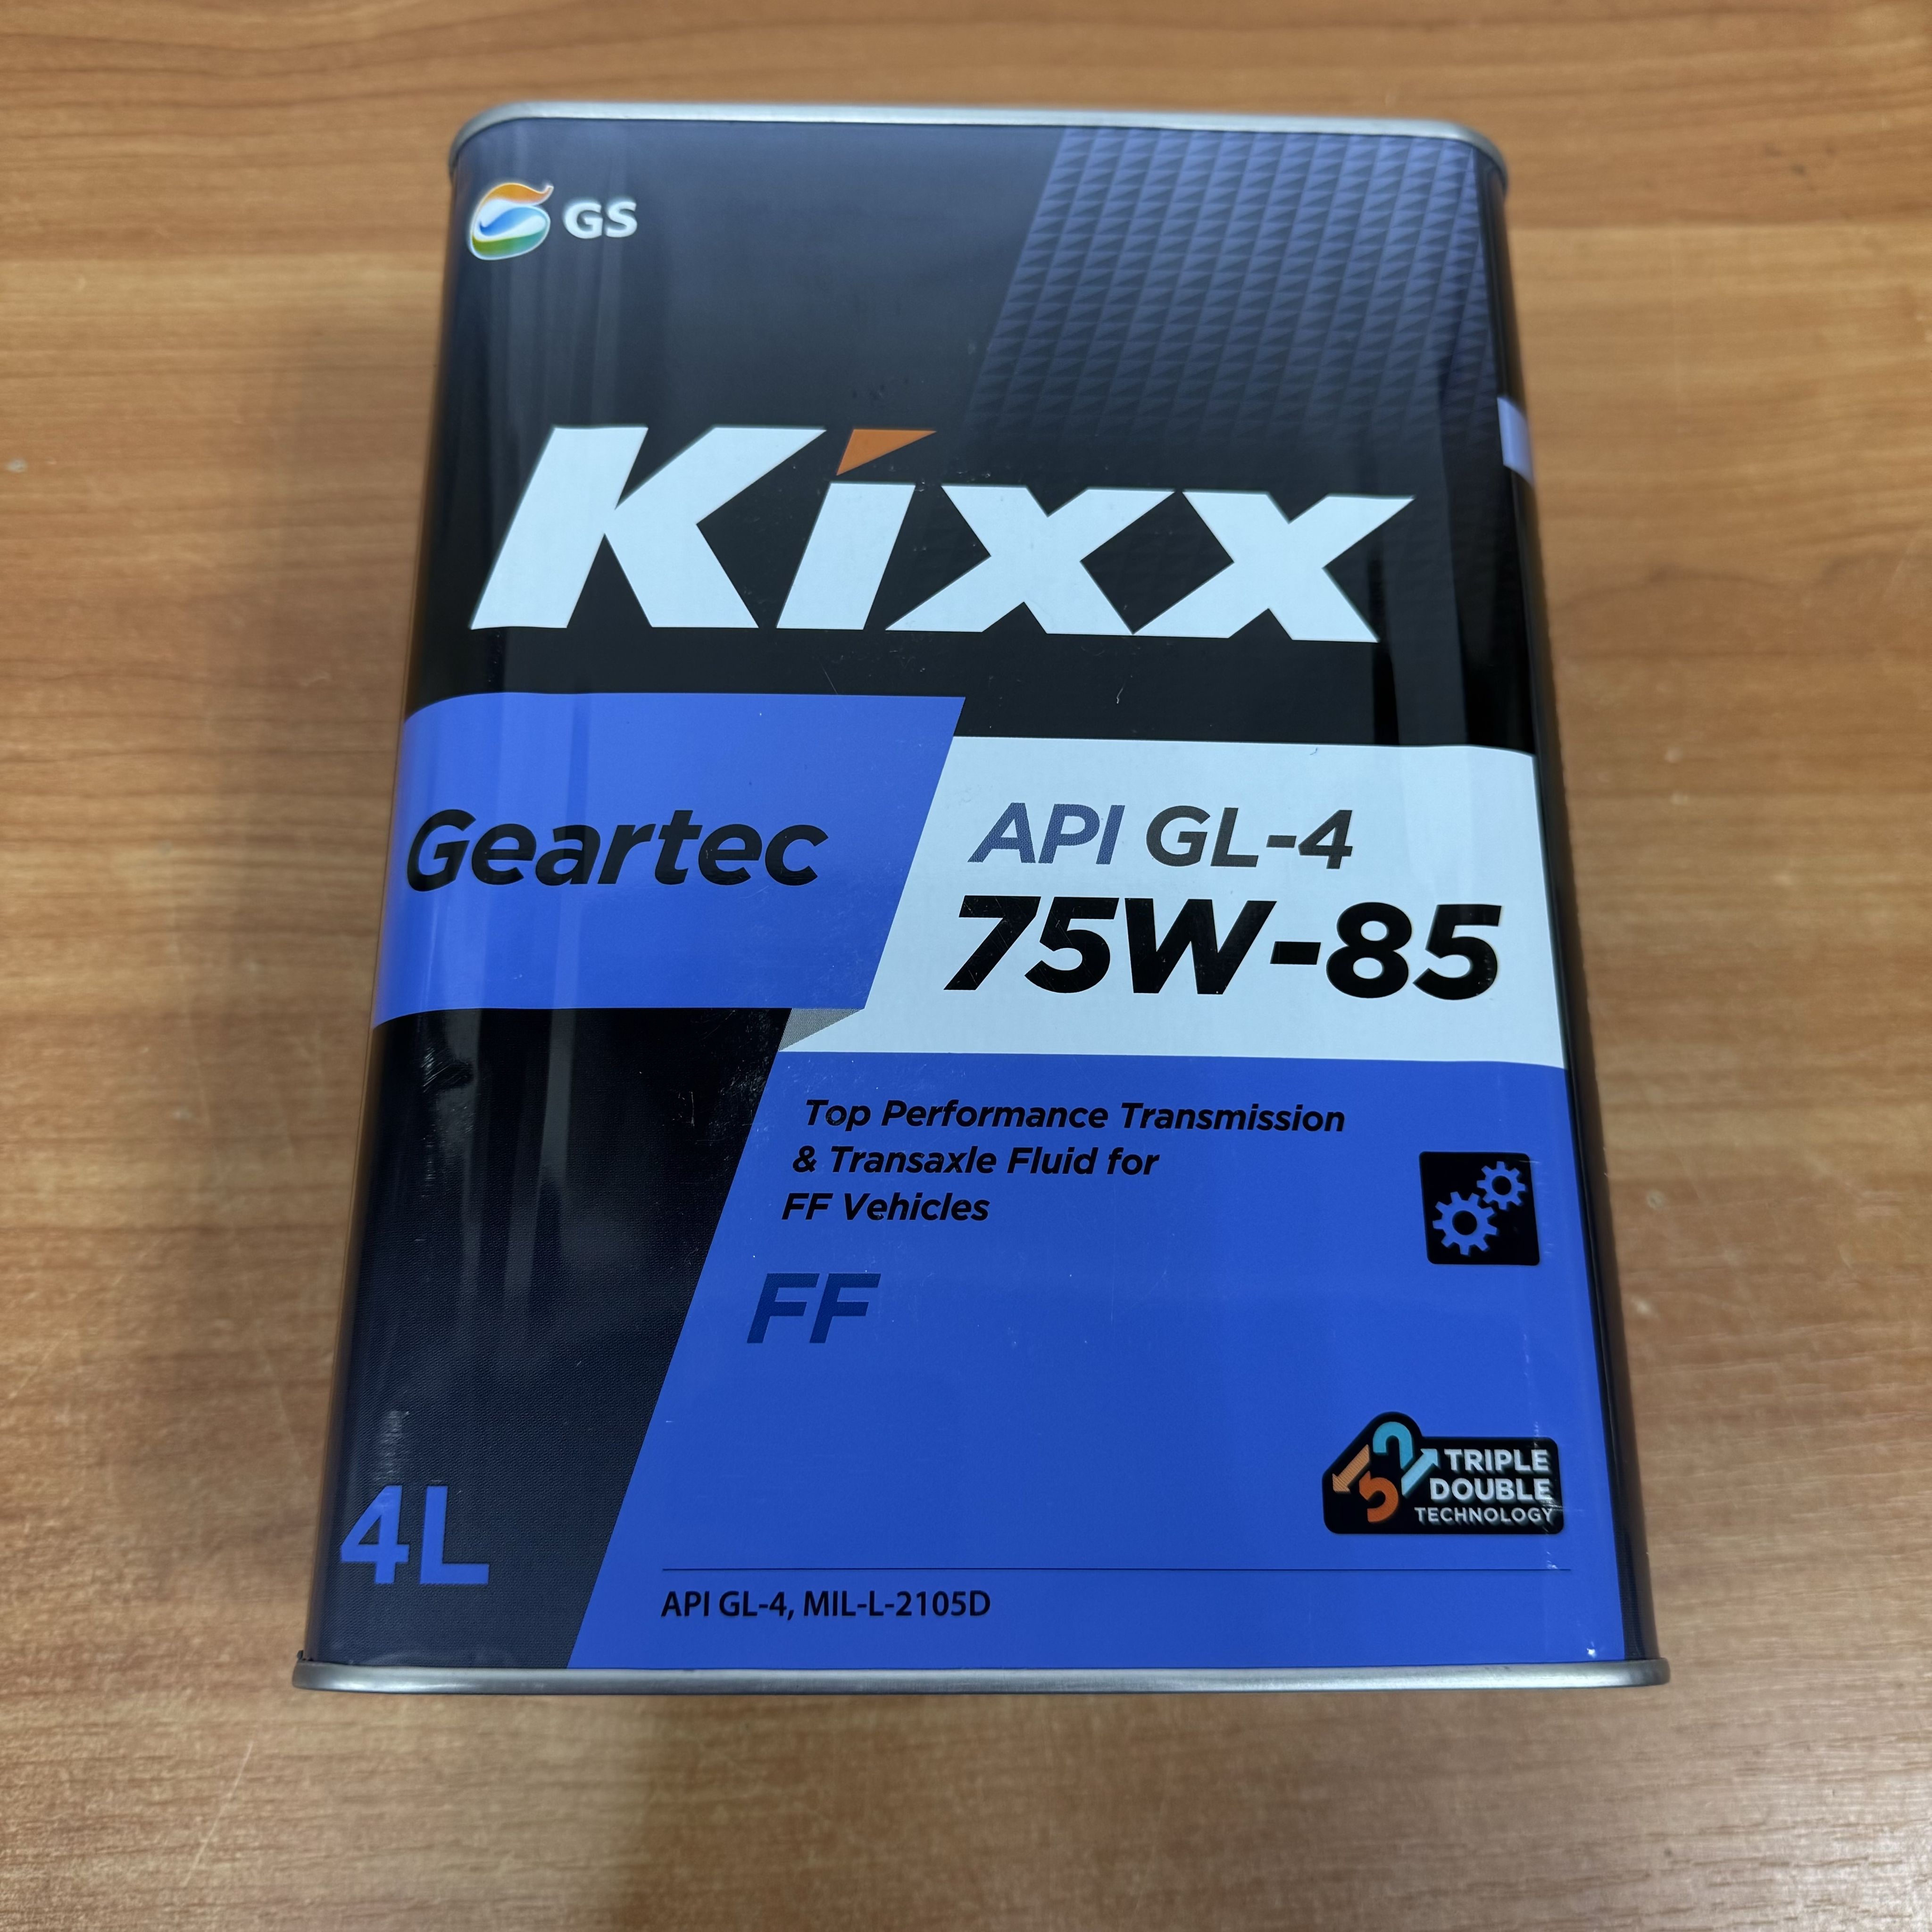 GS
Kixx
Geartec
API GL-4
75W-85
Top Performance Transmission
& Transaxle Fluid for
FF Vehicles
FF
TRIPLE
DOUBLE
TECHNOLOGY
4L
API GL-4, MIL-L-2105D